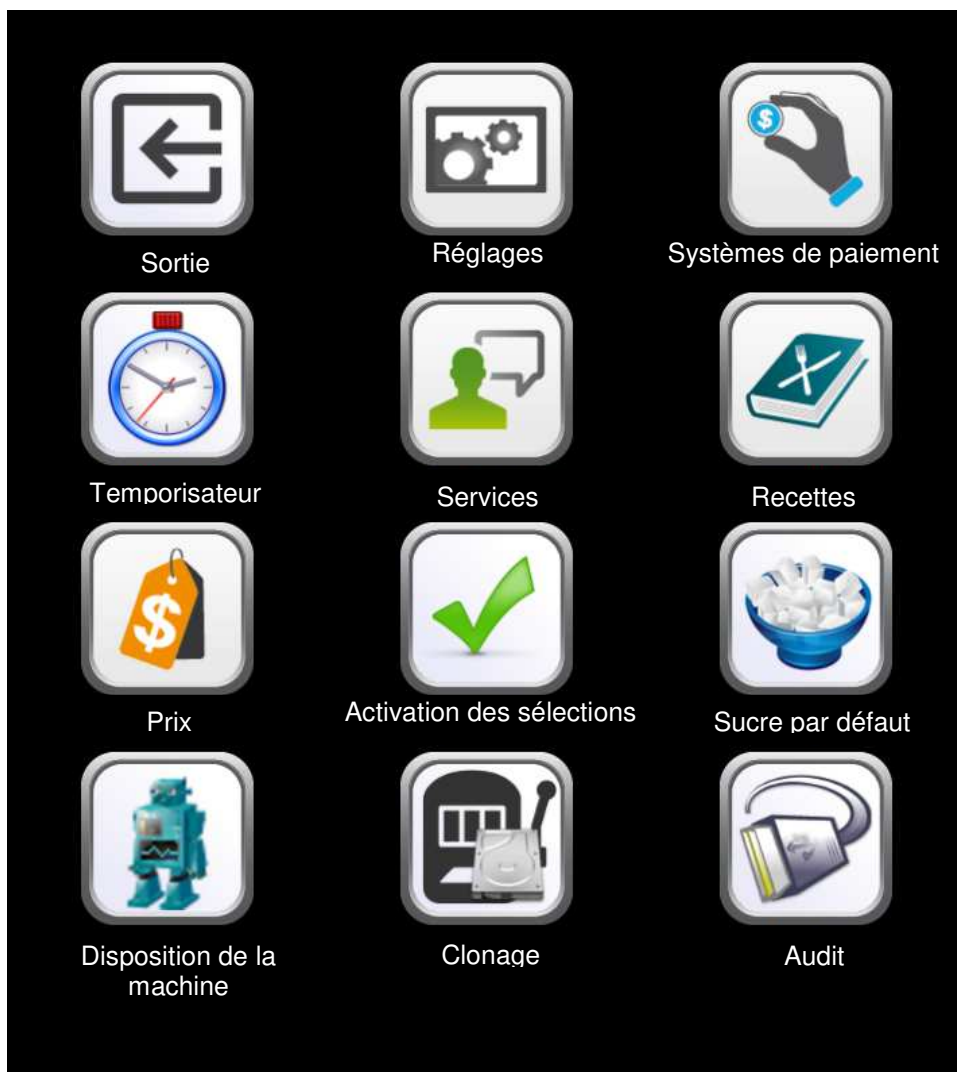 Sortie
Réglages
Systèmes de paiement
Temporisateur
Services
Recettes
Prix
Activation des sélections
Sucre par défaut
Disposition de la
machine
Clonage
Audit